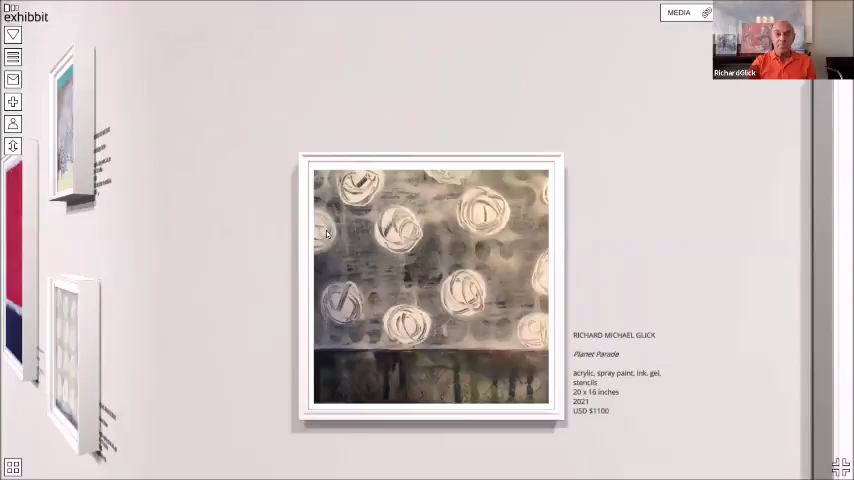 exhibbit
MEDIA
RichardGlick
RICHARD MICHAEL GLICK
Planet Parade
acrylic, spray paint, ink, gel,
stencils
20 x 16 inches
2021
USD $1100